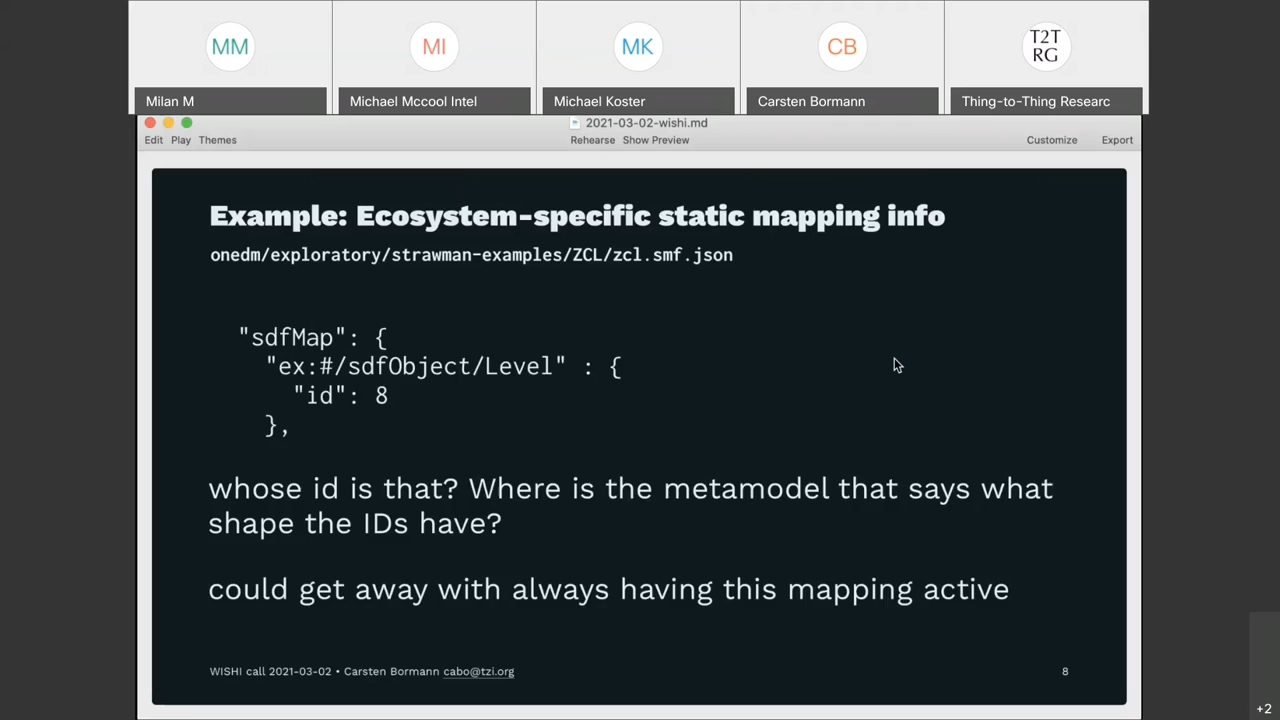 MM
MI
MK
CB
T2T
RG
Milan M
Michael Mccool Intel
Michael Koster
Carsten Bormann
Thing-to-Thing Researc
2021-03-02-wishi.md
Edit Play Themes
Rehearse Show Preview
Customize Export
Example: Ecosystem-specific static mapping info
onedm/exploratory/strawman-examples/ZCL/zcl.smf.json
"sdfMap": {
"ex:#/sdfObject/Level" : {
"id": 8
},
whose id is that? Where is the metamodel that says what
shape the IDs have?
could get away with always having this mapping active
WISHI call 2021-03-02 • Carsten Bormann cabo@tzi.org
8
+2